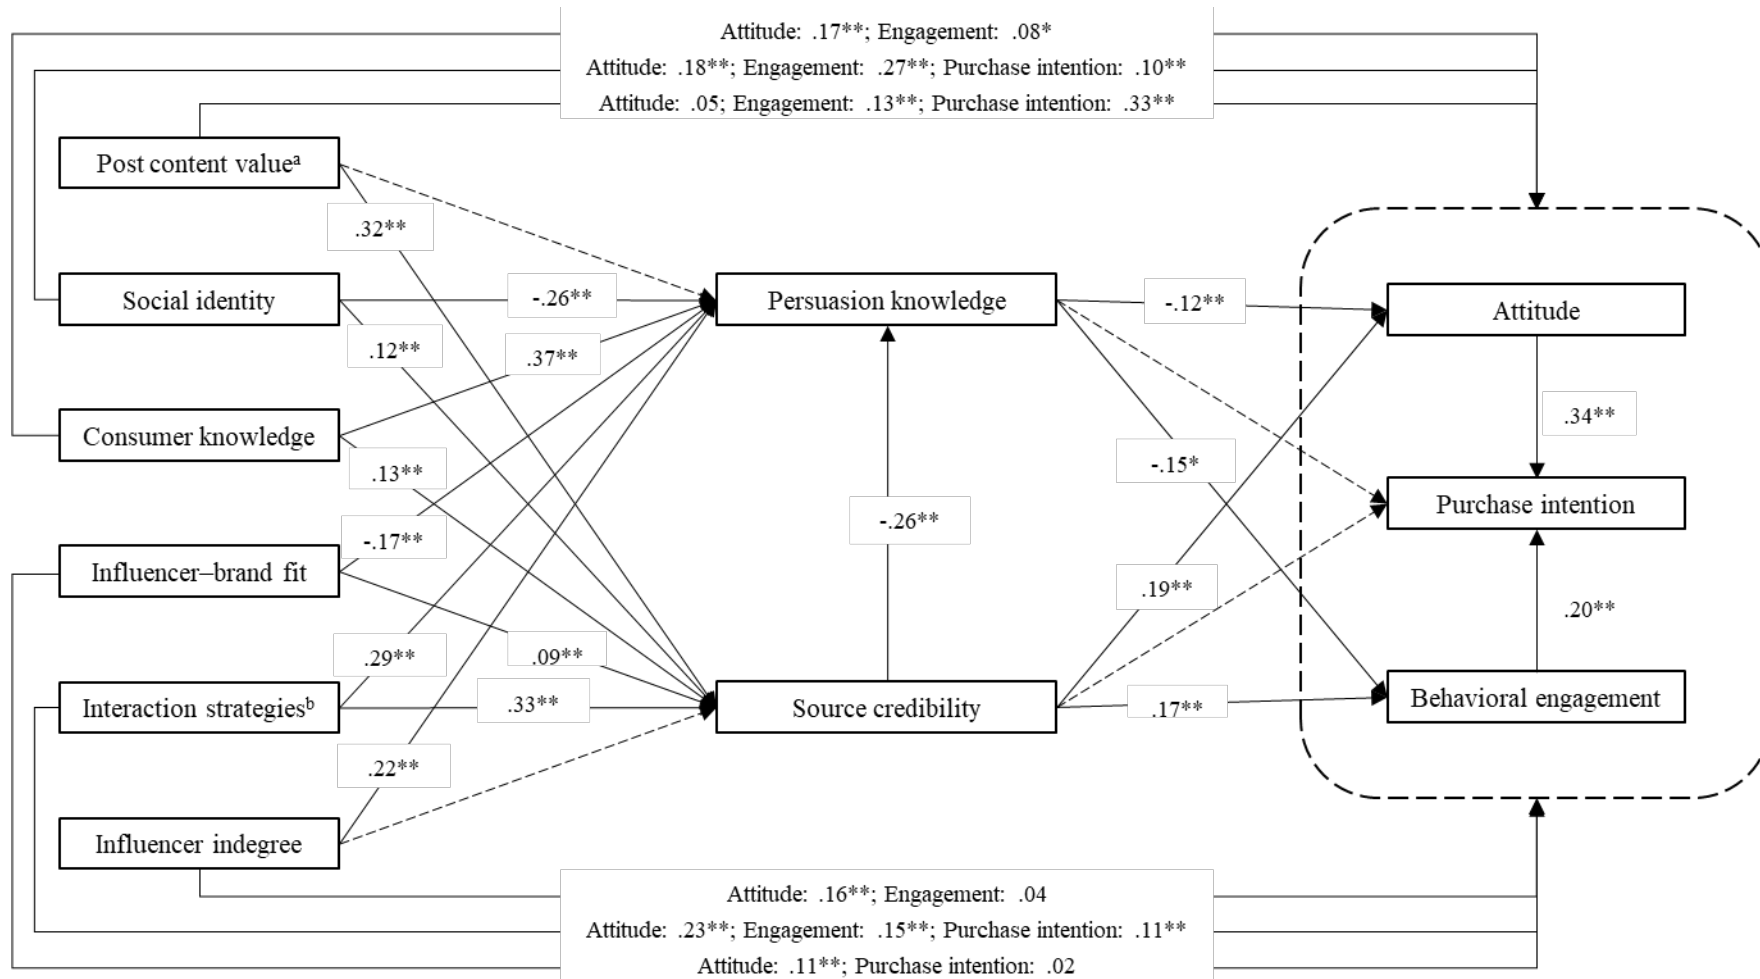 Attitude: .17**; Engagement: .08*
Attitude: .18**; Engagement: .27**; Purchase intention: .10**
Attitude: .05; Engagement: .13**; Purchase intention: .33**
Post content valueᵃ
.32**
Social identity
-.26**
Persuasion knowledge
-.12**
Attitude
.12**
.37**
.34**
Consumer knowledge
.13**
-.15*
Purchase intention
-.17**
-.26**
Influencer–brand fit
.19**
.20**
.29**
.09**
Interaction strategiesᵇ
.33**
Source credibility
.17**
Behavioral engagement
.22**
Influencer indegree
Attitude: .16**; Engagement: .04
Attitude: .23**; Engagement: .15**; Purchase intention: .11**
Attitude: .11**; Purchase intention: .02